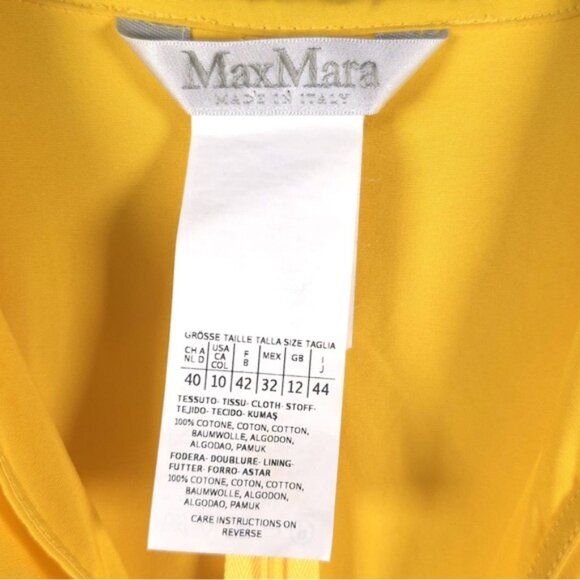 MaxMara
MADE IN ITALY
GRÖSSE TAILLE TALLA SIZE TAGLIA
CH A NL D | USA CA COL | F B | MEX | GB | I J
40 | 10 | 42 | 32 | 12 | 44
TESSUTO- TISSU- CLOTH- STOFF-
TEJIDO- TECIDO- KUMAŞ
100% COTONE, COTON, COTTON,
BAUMWOLLE, ALGODON,
ALGODAO, PAMUK
FODERA- DOUBLURE- LINING-
FUTTER- FORRO- ASTAR
100% COTONE, COTON, COTTON,
BAUMWOLLE, ALGODON,
ALGODAO, PAMUK
CARE INSTRUCTIONS ON
REVERSE